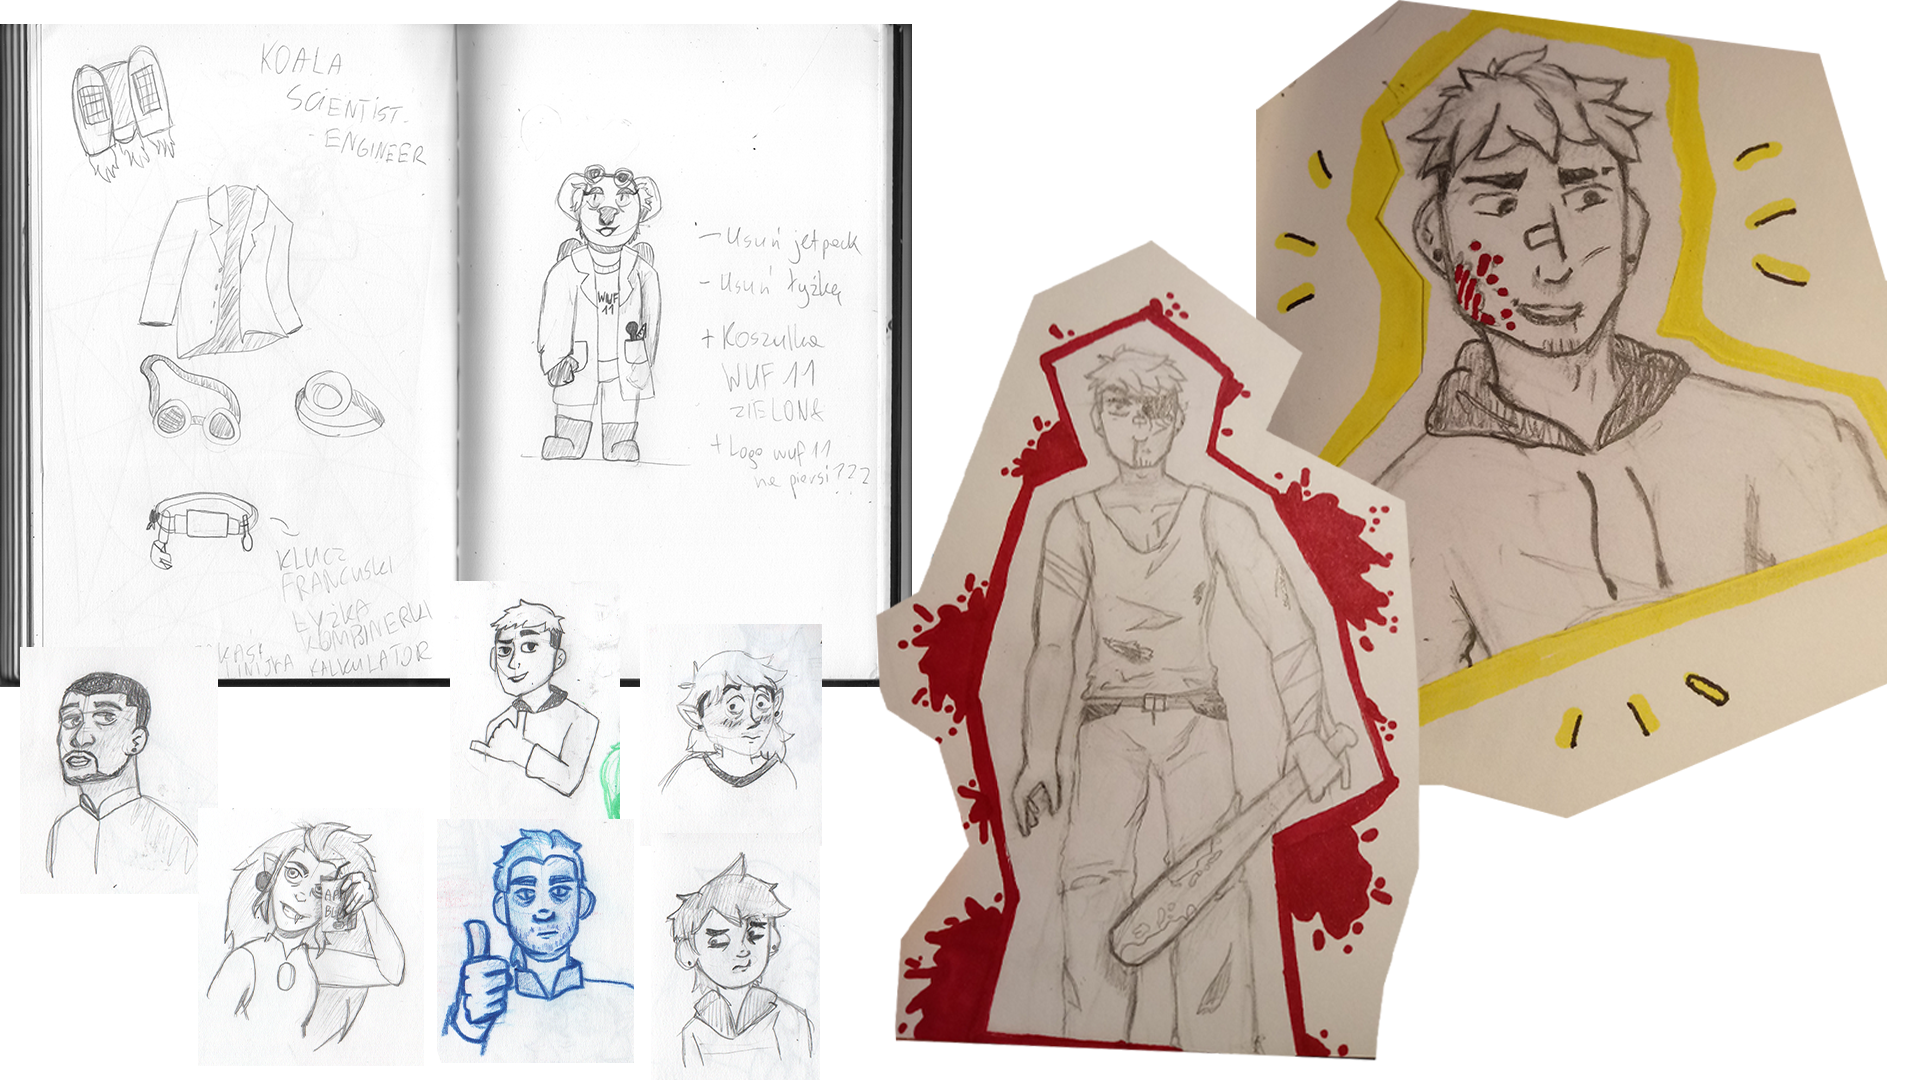 KOALA
SCIENTIST-
-ENGINEER
KLUCZ
FRANCUSKI
ŁYŻKA
KOMBINERKI
KALKULATOR
WUF
11
- Usuń jetpack
- Usuń łyżkę
+ Koszulka
WUF 11
ZIELONA
+ Logo wuf 11
na piersi???